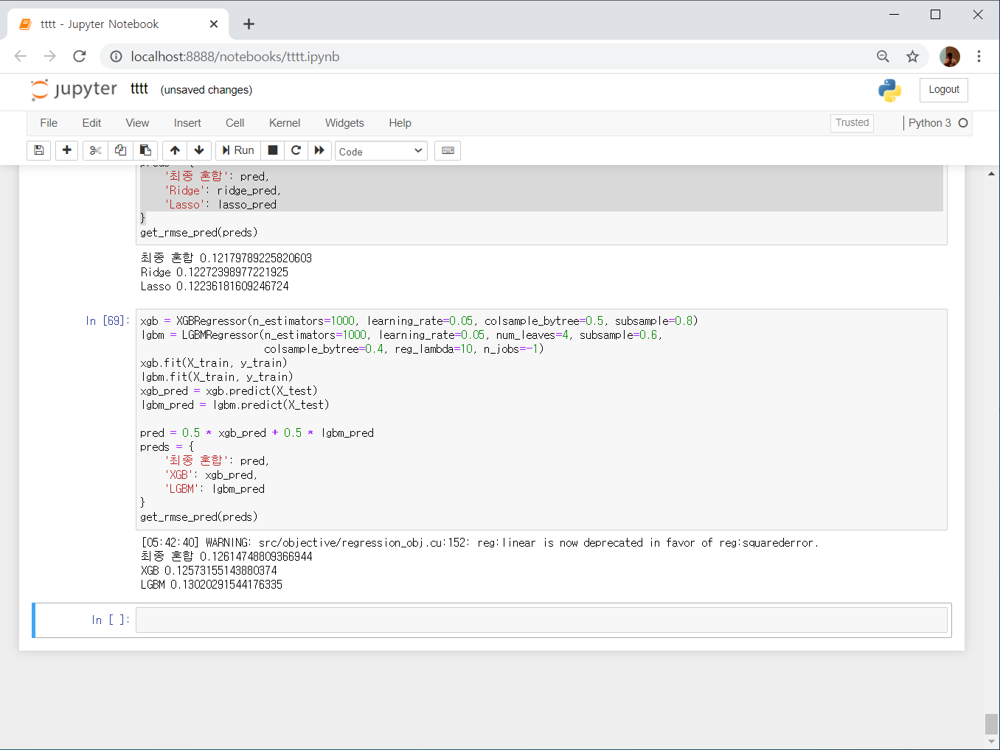 tttt - Jupyter Notebook
localhost:8888/notebooks/tttt.ipynb
jupyter tttt (unsaved changes)
Logout
File Edit View Insert Cell Kernel Widgets Help
Trusted
Python 3
Run
Code
'최종 혼합': pred,
'Ridge': ridge_pred,
'Lasso': lasso_pred
}
get_rmse_pred(preds)
최종 혼합 0.12179789225820603
Ridge 0.12272398977221925
Lasso 0.12236181609246724
In [69]:
xgb = XGBRegressor(n_estimators=1000, learning_rate=0.05, colsample_bytree=0.5, subsample=0.8)
lgbm = LGBMRegressor(n_estimators=1000, learning_rate=0.05, num_leaves=4, subsample=0.6,
colsample_bytree=0.4, reg_lambda=10, n_jobs=-1)
xgb.fit(X_train, y_train)
lgbm.fit(X_train, y_train)
xgb_pred = xgb.predict(X_test)
lgbm_pred = lgbm.predict(X_test)
pred = 0.5 * xgb_pred + 0.5 * lgbm_pred
preds = {
'최종 혼합': pred,
'XGB': xgb_pred,
'LGBM': lgbm_pred
}
get_rmse_pred(preds)
[05:42:40] WARNING: src/objective/regression_obj.cu:152: reg:linear is now deprecated in favor of reg:squarederror.
최종 혼합 0.12614748809366944
XGB 0.12573155143880374
LGBM 0.13020291544176335
In [ ]: